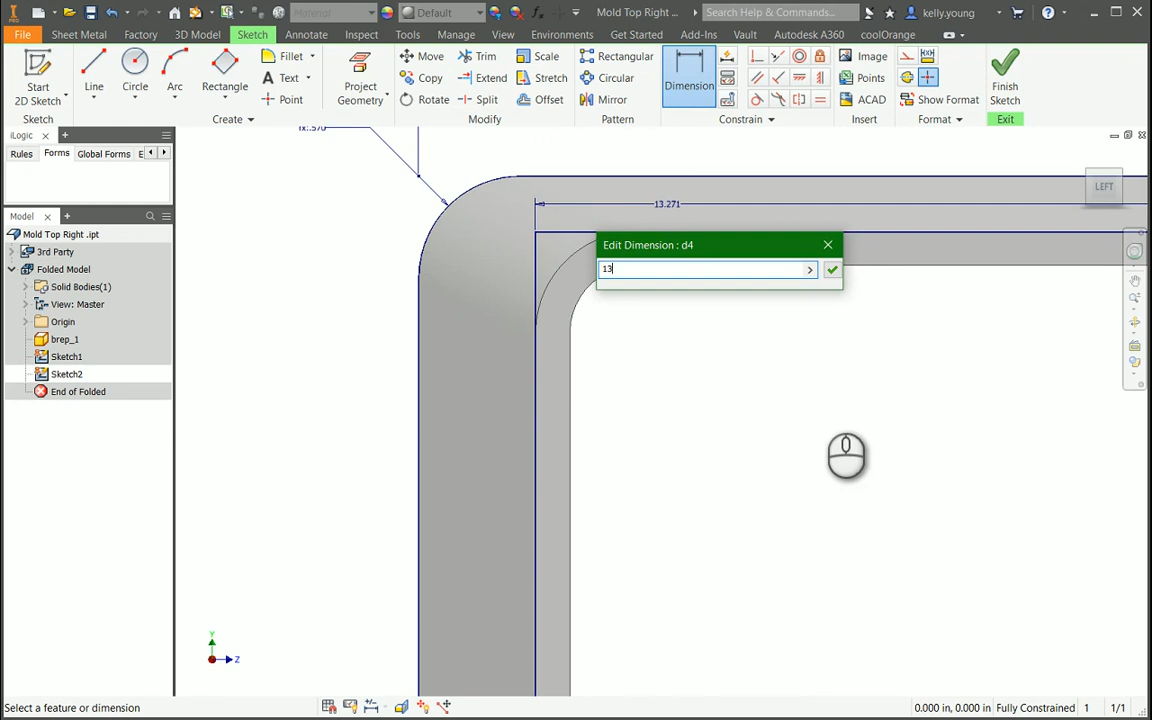 Material
Default
Mold Top Right ...
Search Help & Commands...
kelly.young
File Sheet Metal Factory 3D Model Sketch Annotate Inspect Tools Manage View Environments Get Started Add-Ins Vault Autodesk A360 coolOrange
Start
2D Sketch
Line
Circle
Arc
Rectangle
Fillet
Text
Point
Project
Geometry
Move
Copy
Rotate
Trim
Extend
Split
Scale
Stretch
Offset
Rectangular
Circular
Mirror
Dimension
Image
Points
ACAD
Show Format
Finish
Sketch
Sketch Create Modify Pattern Constrain Insert Format Exit
iLogic
Rules Forms Global Forms E
Model
Mold Top Right .ipt
3rd Party
Folded Model
Solid Bodies(1)
View: Master
Origin
brep_1
Sketch1
Sketch2
End of Folded
fx:.570
LEFT
13.271
Edit Dimension : d4
13
Y
Z
Select a feature or dimension
0.000 in, 0.000 in Fully Constrained 1 1/1